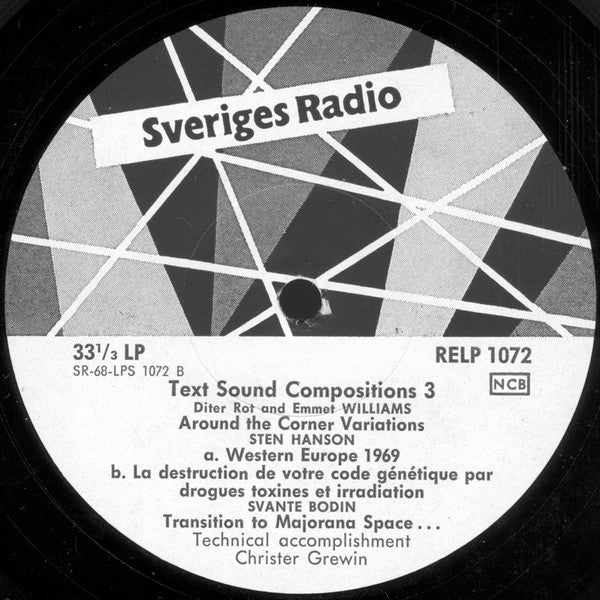 Sveriges Radio
33 1/3 LP
RELP 1072
SR-68-LPS 1072 B
NCB
Text Sound Compositions 3
Diter Rot and Emmet WILLIAMS
Around the Corner Variations
STEN HANSON
a. Western Europe 1969
b. La destruction de votre code génétique par
drogues toxines et irradiation
SVANTE BODIN
Transition to Majorana Space ...
Technical accomplishment
Christer Grewin